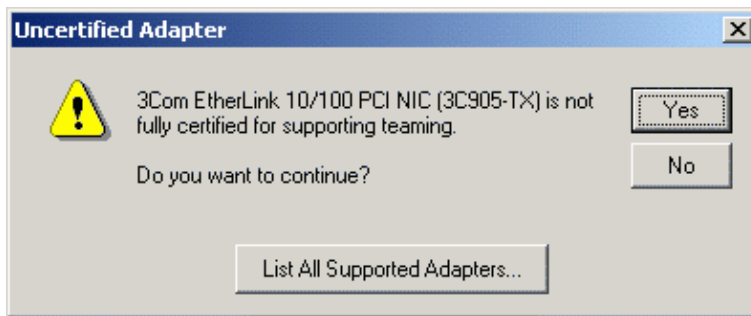 Uncertified Adapter
3Com EtherLink 10/100 PCI NIC (3C905-TX) is not
fully certified for supporting teaming.
Do you want to continue?
Yes
No
List All Supported Adapters...